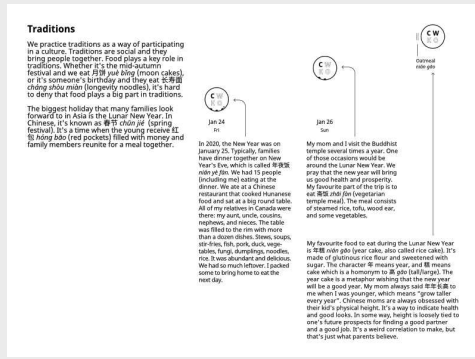 Traditions
We practice traditions as a way of participating
in a culture. Traditions are social and they
bring people together. Food plays a key role in
traditions. Whether it's the mid-autumn
festival and we eat 月饼 yuè bǐng (moon cakes),
or it's someone's birthday and they eat 长寿面
cháng shòu miàn (longevity noodles), it's hard
to deny that food plays a big part in traditions.
The biggest holiday that many families look
forward to in Asia is the Lunar New Year. In
Chinese, it's known as 春节 chūn jié (spring
festival). It's a time when the young receive 红
包 hóng bāo (red pockets) filled with money and
family members reunite for a meal together.
C W
K O
Jan 24
Fri
In 2020, the New Year was on
January 25. Typically, families
have dinner together on New
Year's Eve, which is called 年夜饭
nián yè fàn. We had 15 people
(including me) eating at the
dinner. We ate at a Chinese
restaurant that cooked Hunanese
food and sat at a big round table.
All of my relatives in Canada were
there: my aunt, uncle, cousins,
nephews, and nieces. The table
was filled to the rim with more
than a dozen dishes. Stews, soups,
stir-fries, fish, pork, duck, vege-
tables, fungi, dumplings, noodles,
rice. It was abundant and delicious.
We had so much leftover. I packed
some to bring home to eat the
next day.
C W
K O
Jan 26
Sun
My mom and I visit the Buddhist
temple several times a year. One
of those occasions would be
around the Lunar New Year. We
pray that the new year will bring
us good health and prosperity.
My favourite part of the trip is to
eat 斋饭 zhāi fàn (vegetarian
temple meal). The meal consists
of steamed rice, tofu, wood ear,
and some vegetables.
C W
K O
Oatmeal
nián gāo
My favourite food to eat during the Lunar New Year
is 年糕 nián gāo (year cake, also called rice cake). It's
made of glutinous rice flour and sweetened with
sugar. The character 年 means year, and 糕 means
cake which is a homonym to 高 gāo (tall/large). The
year cake is a metaphor wishing that the new year
will be a good year. My mom always said 年年长高 to
me when I was younger, which means "grow taller
every year". Chinese moms are always obsessed with
their kid's physical height. It's a way to indicate health
and good looks. In some way, height is loosely tied to
one's future prospects for finding a good partner
and a good job. It's a weird correlation to make, but
that's just what parents believe.